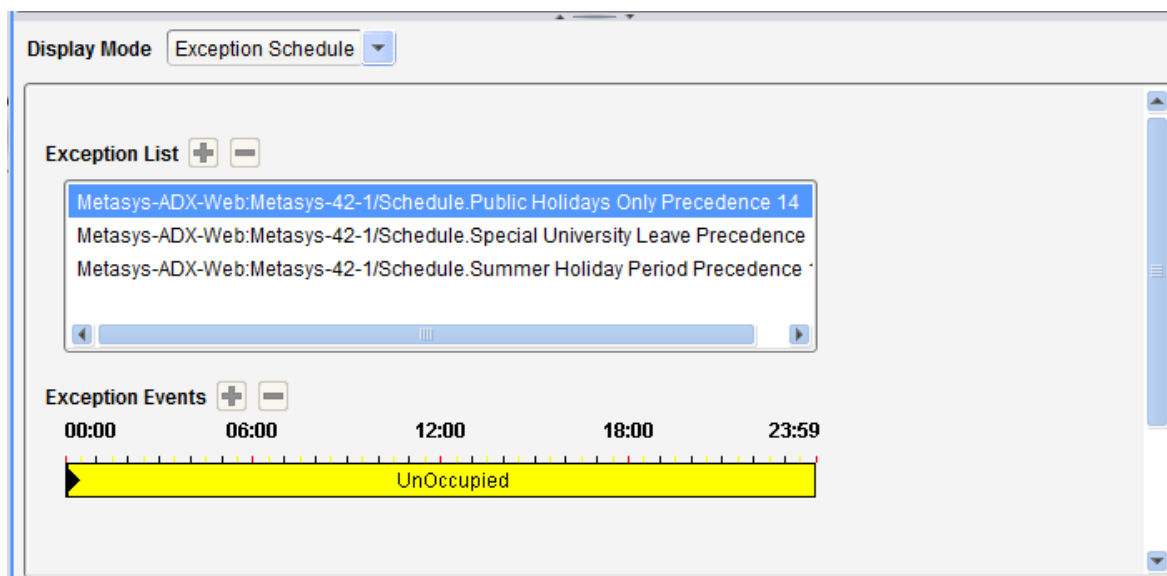 Display Mode Exception Schedule
Exception List
Metasys-ADX-Web:Metasys-42-1/Schedule.Public Holidays Only Precedence 14
Metasys-ADX-Web:Metasys-42-1/Schedule.Special University Leave Precedence
Metasys-ADX-Web:Metasys-42-1/Schedule.Summer Holiday Period Precedence
Exception Events
00:00 06:00 12:00 18:00 23:59
UnOccupied